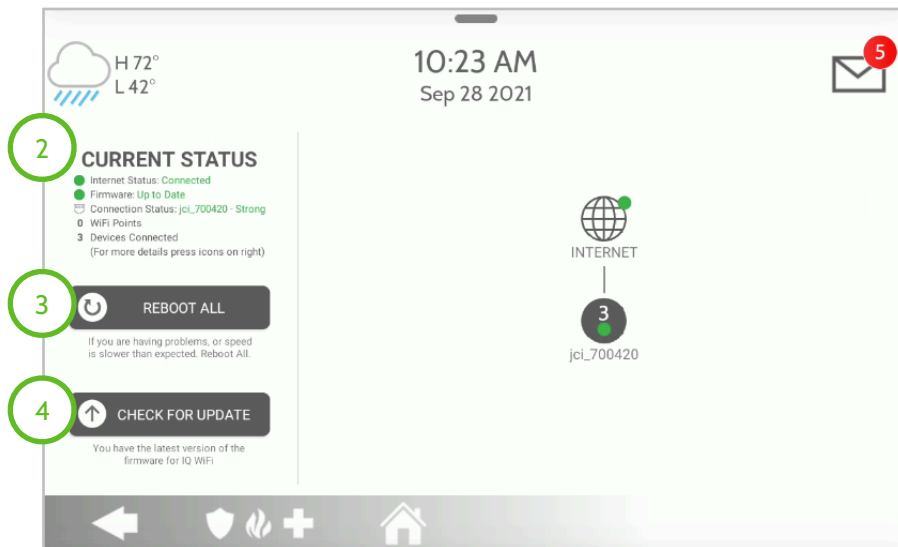 H 72°
L 42°
10:23 AM
Sep 28 2021
5
2
CURRENT STATUS
Internet Status: Connected
Firmware: Up to Date
Connection Status: jci_700420 - Strong
0 WiFi Points
3 Devices Connected
(For more details press icons on right)
3
REBOOT ALL
If you are having problems, or speed
is slower than expected. Reboot All.
4
CHECK FOR UPDATE
You have the latest version of the
firmware for IQ WiFi
INTERNET
3
jci_700420